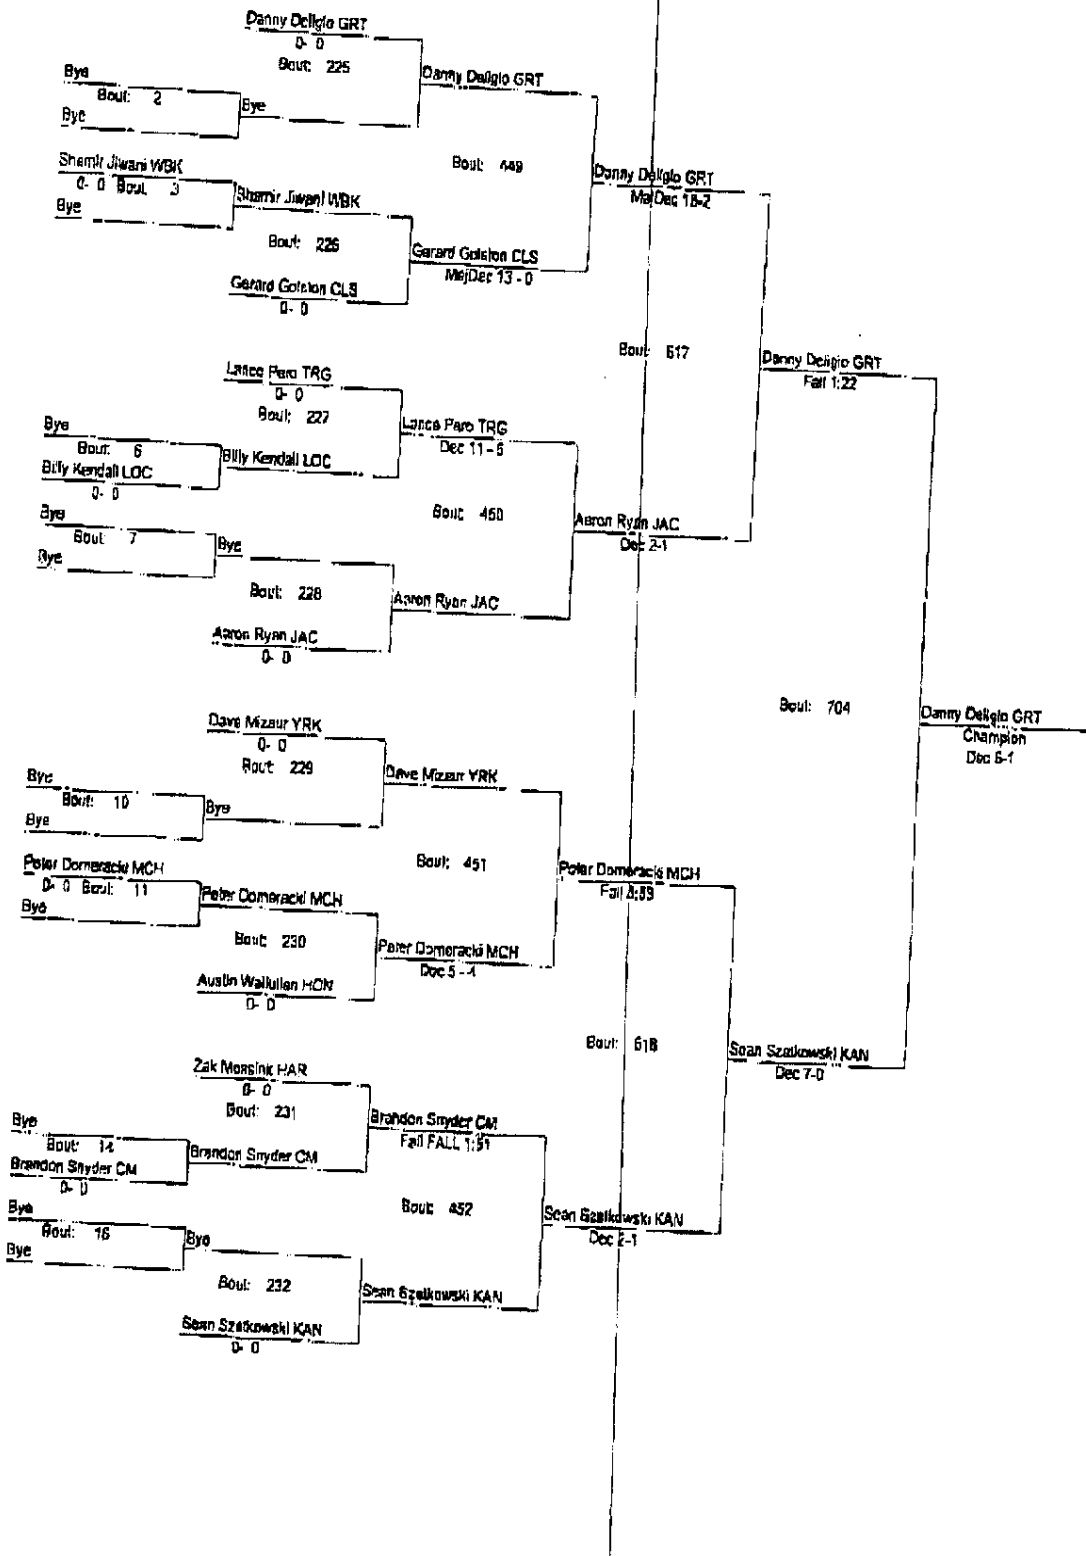 Danny Deligio GRT
0- 0
Bout: 225
Bye
Bout: 2
Bye
Bye
Danny Deligio GRT
Bout: 449
Shamir Jiwani WBK
0- 0 Bout: 3
Bye
Shamir Jiwani WBK
Bout: 226
Gerard Golston CLS
0- 0
Gerard Golston CLS
MajDec 13 - 0
Danny Deligio GRT
MajDec 18-2
Bout: 617
Lance Paro TRG
0- 0
Bout: 227
Bye
Bout: 6
Billy Kendall LOC
0- 0
Billy Kendall LOC
Lance Paro TRG
Dec 11 - 6
Bout: 450
Bye
Bout: 7
Bye
Bye
Bout: 228
Aaron Ryan JAC
0- 0
Aaron Ryan JAC
Aaron Ryan JAC
Dec 2-1
Danny Deligio GRT
Fall 1:22
Bout: 704
Danny Deligio GRT
Champion
Dec 6-1
Dave Mizaur YRK
0- 0
Bout: 229
Bye
Bout: 10
Bye
Bye
Dave Mizaur YRK
Bout: 451
Peter Domeracki MCH
0- 0 Bout: 11
Bye
Peter Domeracki MCH
Bout: 230
Austin HON
0- 0
Peter Domeracki MCH
Dec 5 - 4
Peter Domeracki MCH
Fall
Bout: 618
Zak Mossink HAR
0- 0
Bout: 231
Bye
Bout: 14
Brandon Snyder CM
0- 0
Brandon Snyder CM
Brandon Snyder CM
Fall FALL 1:51
Bout: 452
Bye
Bout: 15
Bye
Bye
Bout: 232
Sean Szatkowski KAN
0- 0
Sean Szatkowski KAN
Sean Szatkowski KAN
Dec 2-1
Sean Szatkowski KAN
Dec 7-0